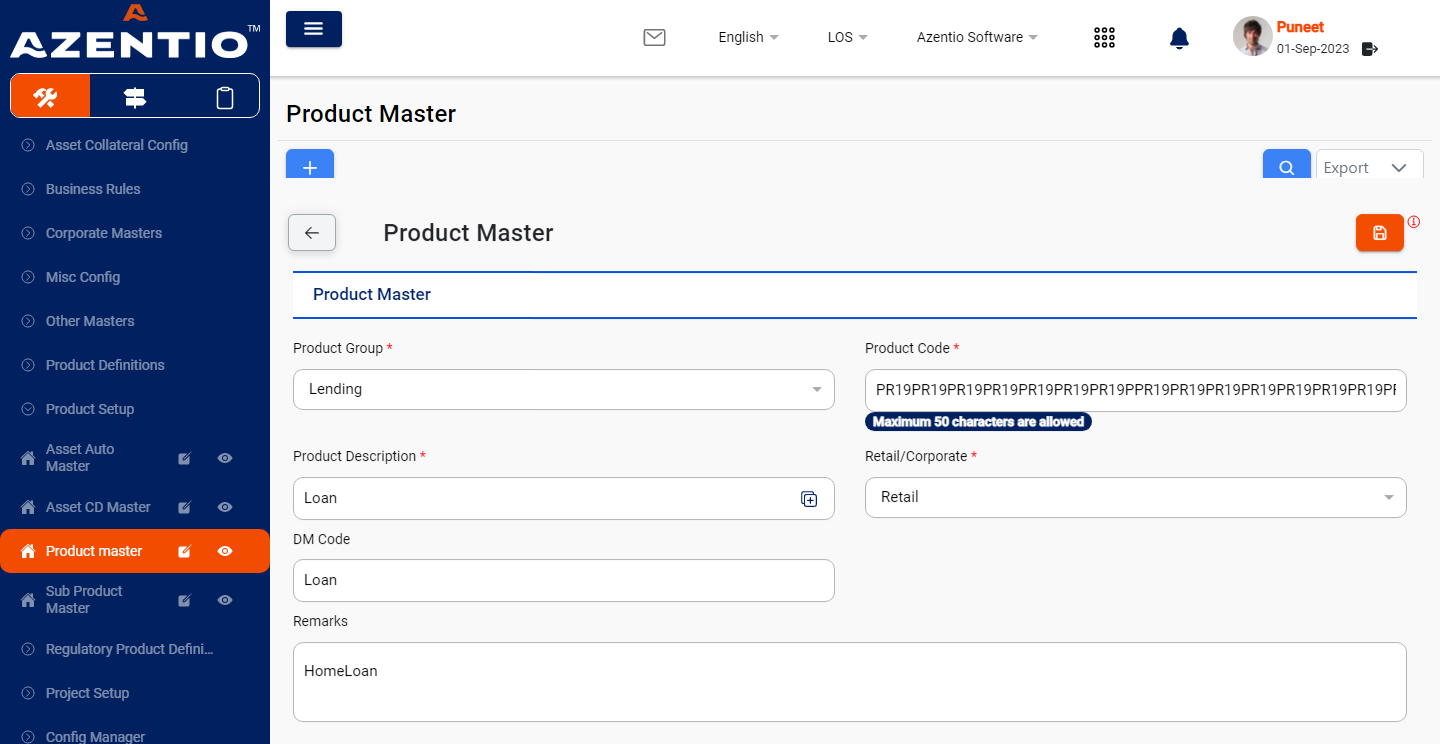 AZENTIO™
English
LOS
Azentio Software
Puneet
01-Sep-2023
Asset Collateral Config
Business Rules
Corporate Masters
Misc Config
Other Masters
Product Definitions
Product Setup
Asset Auto
Master
Asset CD Master
Product master
Sub Product
Master
Regulatory Product Defini...
Project Setup
Config Manager
Product Master
Export
Product Master
Product Master
Product Group *
Product Code *
Lending
PR19PR19PR19PR19PR19PR19PR19PPR19PR19PR19PR19PR19PR19PR19PR
Maximum 50 characters are allowed
Product Description *
Retail/Corporate *
Loan
Retail
DM Code
Loan
Remarks
HomeLoan